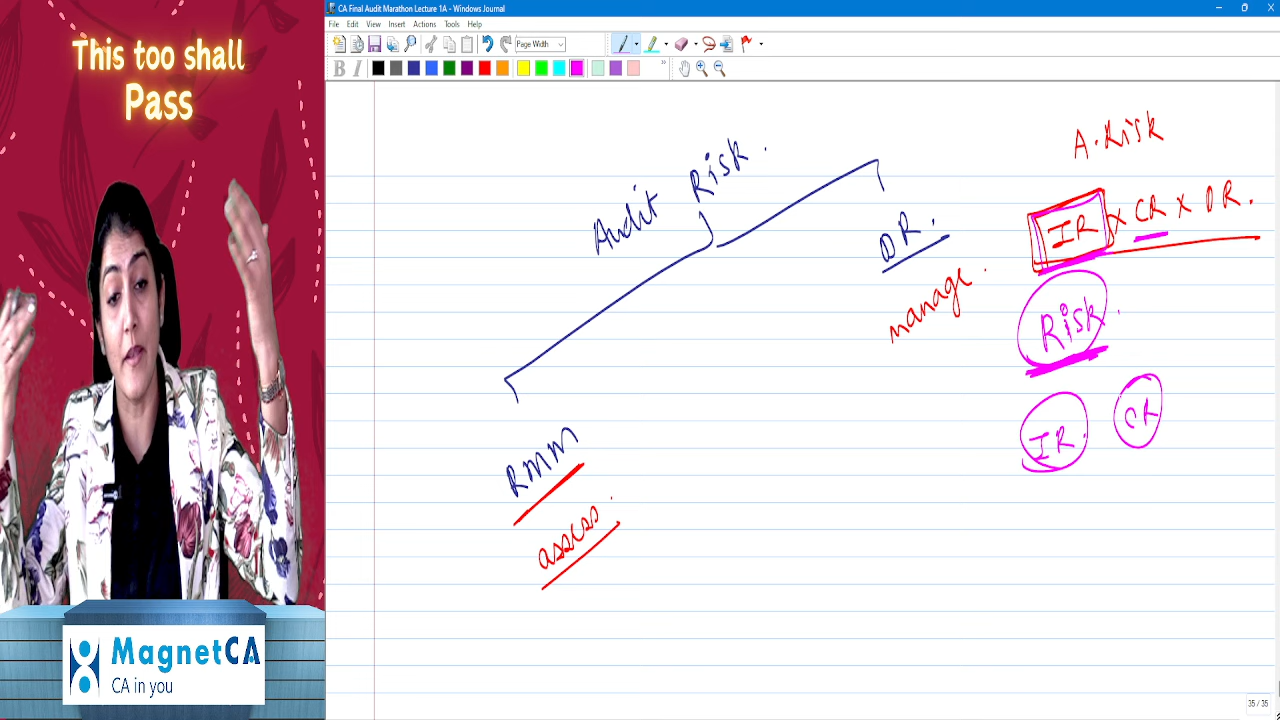 This too shall
Pass
MagnetCA
CA in you
CA Final Audit Marathon Lecture 1A - Windows Journal
File Edit View Insert Actions Tools Help
Page Width
B I
Audit Risk.
DR.
manage.
RMM
assess.
A. Risk
IR x CR x DR.
Risk.
IR. CR
35 / 35